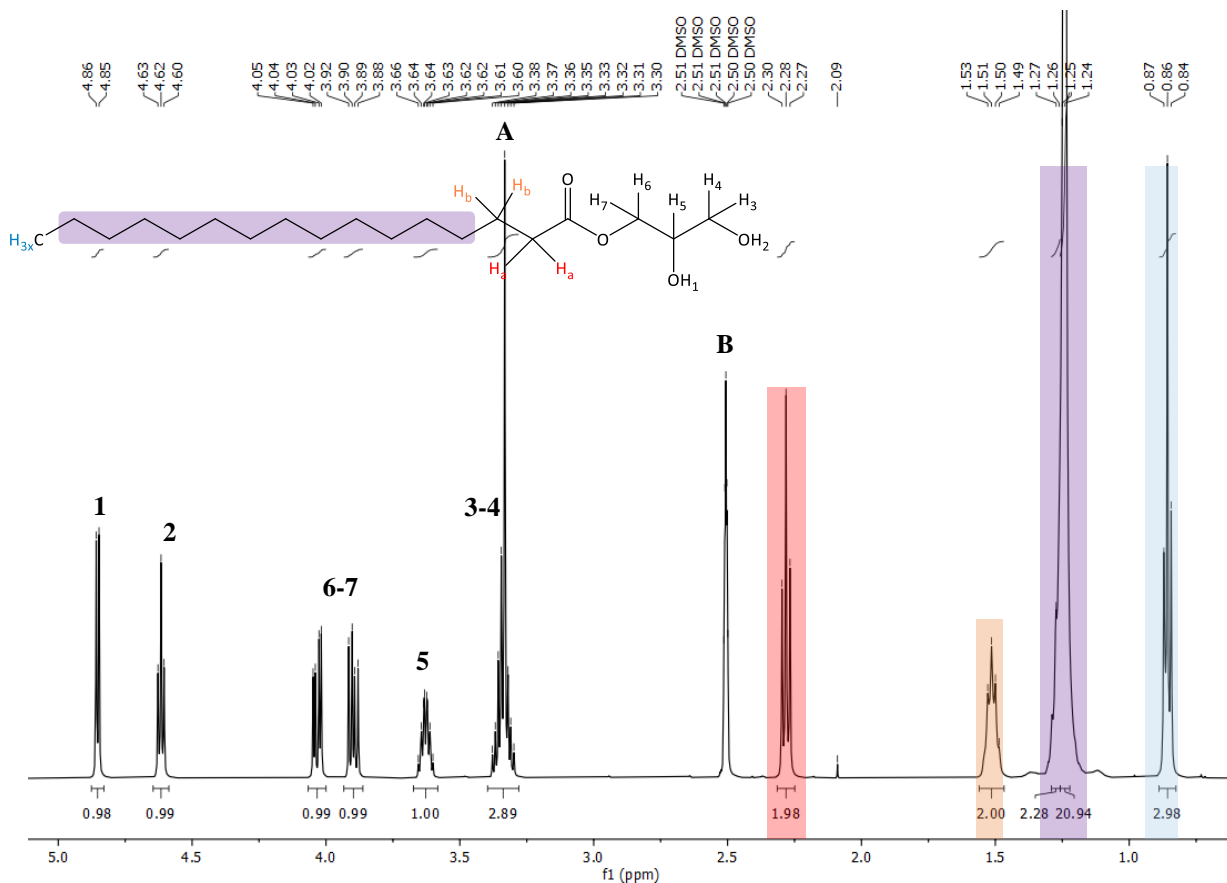 4.86
4.85
4.63
4.62
4.60
4.05
4.04
4.03
4.02
3.92
3.90
3.89
3.88
3.66
3.64
3.64
3.63
3.62
3.62
3.61
3.60
3.38
3.37
3.36
3.35
3.33
3.32
3.31
3.30
2.51 DMSO
2.51 DMSO
2.51 DMSO
2.50 DMSO
2.50 DMSO
2.30
2.28
2.27
2.09
1.53
1.51
1.50
1.49
1.27
1.26
1.25
1.24
0.87
0.86
0.84
A
O H6 H4
Hb Hb H7 H5 H3
H3xC O OH2
Ha Ha OH1
B
1 2 6-7 5 3-4
0.98 0.99 0.99 0.99 1.00 2.89 1.98 2.00 2.28 20.94 2.98
5.0 4.5 4.0 3.5 3.0 2.5 2.0 1.5 1.0
f1 (ppm)